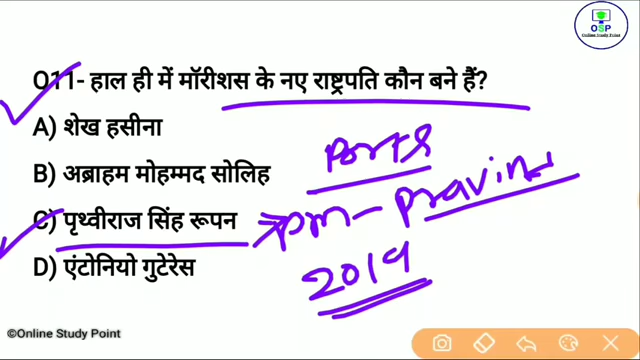 OSP
Online Study Point
Q11- हाल ही में मॉरीशस के नए राष्ट्रपति कौन बने हैं?
A) शेख हसीना
B) अब्राहम मोहम्मद सोलिह
C) पृथ्वीराज सिंह रूपन
D) एंटोनियो गुटेरेस
pm - Pravind
2019
©Online Study Point